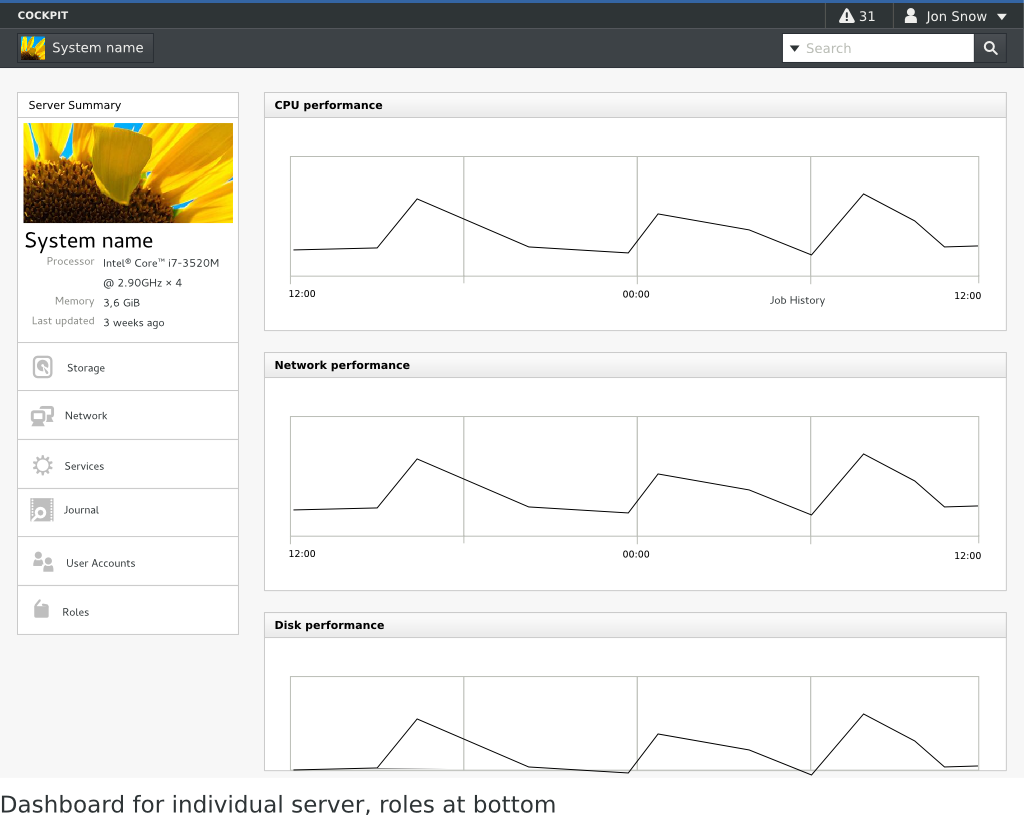 COCKPIT
31
Jon Snow
System name
Search
Server Summary
System name
Processor Intel® Core™ i7-3520M
@ 2.90GHz × 4
Memory 3,6 GiB
Last updated 3 weeks ago
Storage
Network
Services
Journal
User Accounts
Roles
CPU performance
12:00 00:00 12:00
Job History
Network performance
12:00 00:00 12:00
Disk performance
Dashboard for individual server, roles at bottom